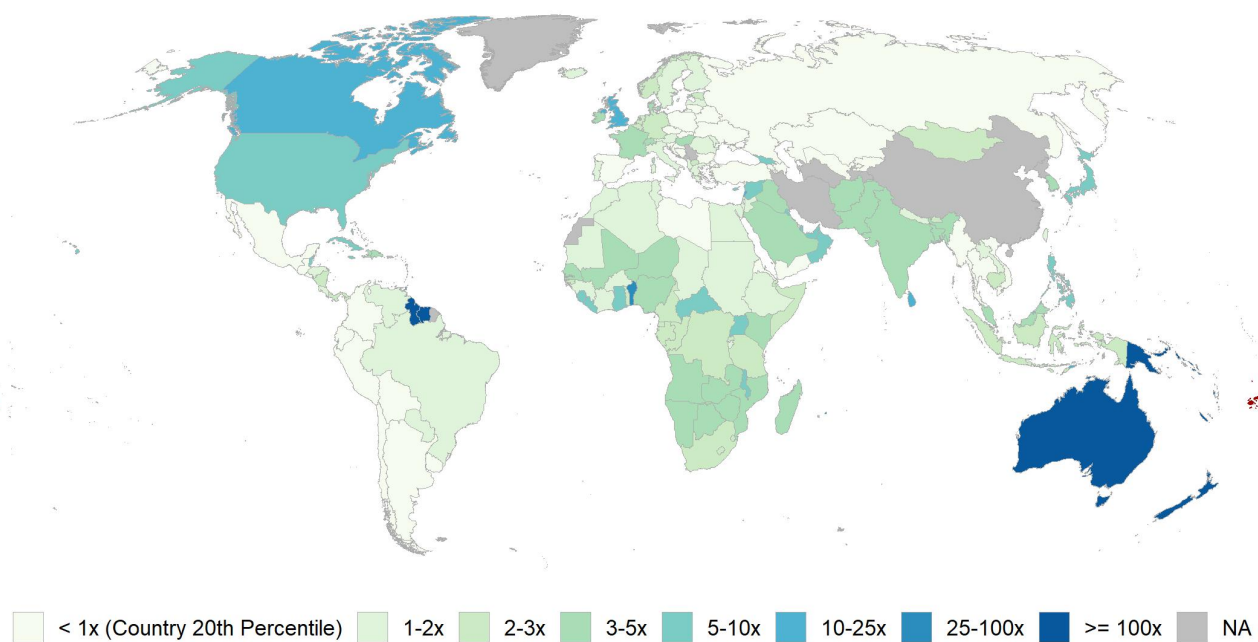 < 1x (Country 20th Percentile) 1-2x 2-3x 3-5x 5-10x 10-25x 25-100x >= 100x NA